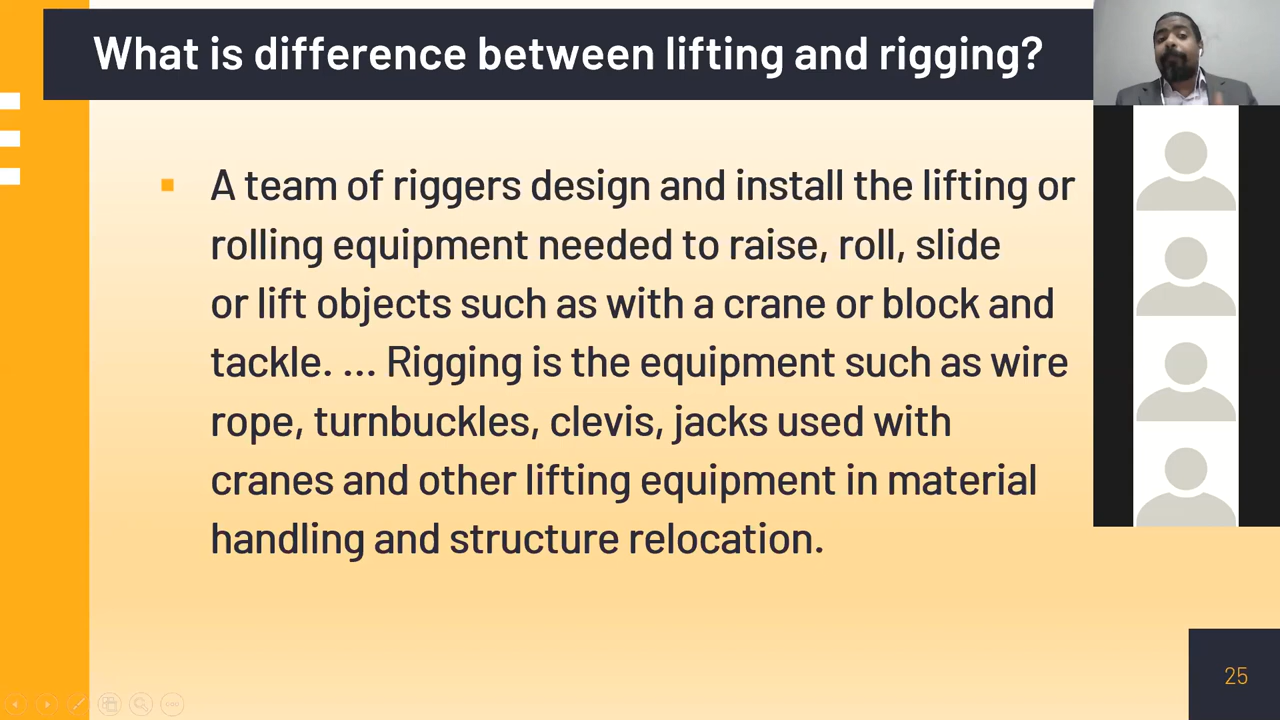 What is difference between lifting and rigging?
A team of riggers design and install the lifting or
rolling equipment needed to raise, roll, slide
or lift objects such as with a crane or block and
tackle. ... Rigging is the equipment such as wire
rope, turnbuckles, clevis, jacks used with
cranes and other lifting equipment in material
handling and structure relocation.
25